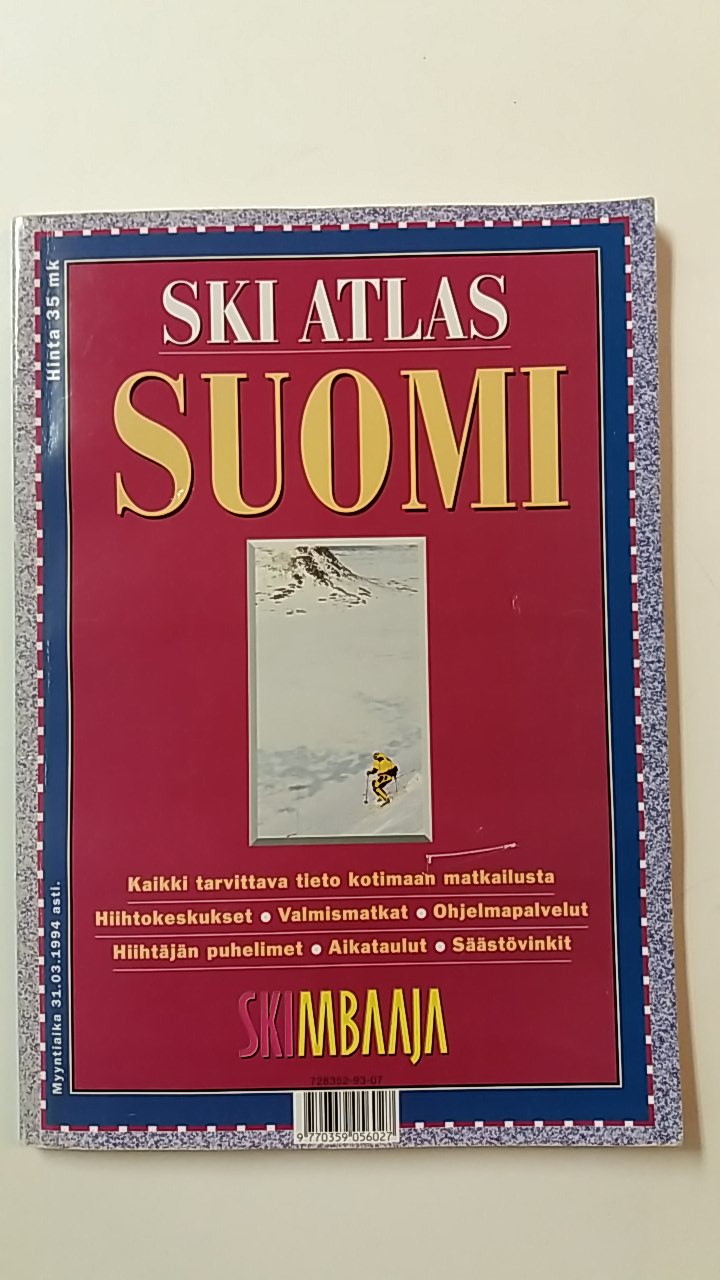 Hinta 35 mk
SKI ATLAS
SUOMI
Kaikki tarvittava tieto kotimaan matkailusta
Hiihtokeskukset ● Valmismatkat ● Ohjelmapalvelut
Hiihtäjän puhelimet ● Aikataulut ● Säästövinkit
Myyntiaika 31.03.1994 asti.
SKIMBAAJA
728352-93-07
9 770359 056027